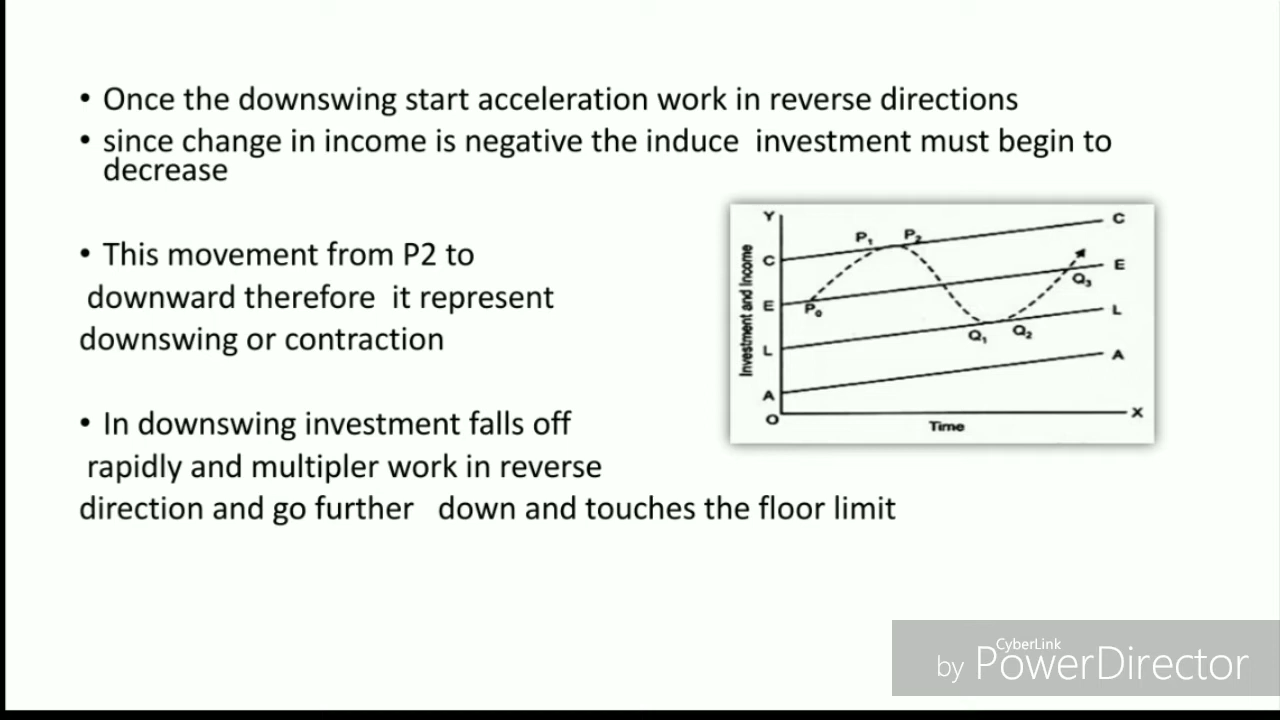 • Once the downswing start acceleration work in reverse directions
• since change in income is negative the induce investment must begin to
decrease
• This movement from P2 to
downward therefore it represent
downswing or contraction
• In downswing investment falls off
rapidly and multipler work in reverse
direction and go further down and touches the floor limit
Y
C
P₁
P₂
C
E
E
P₀
Q₃
L
L
Q₁
Q₂
A
A
O
X
Investment and Income
Time
CyberLink
by PowerDirector